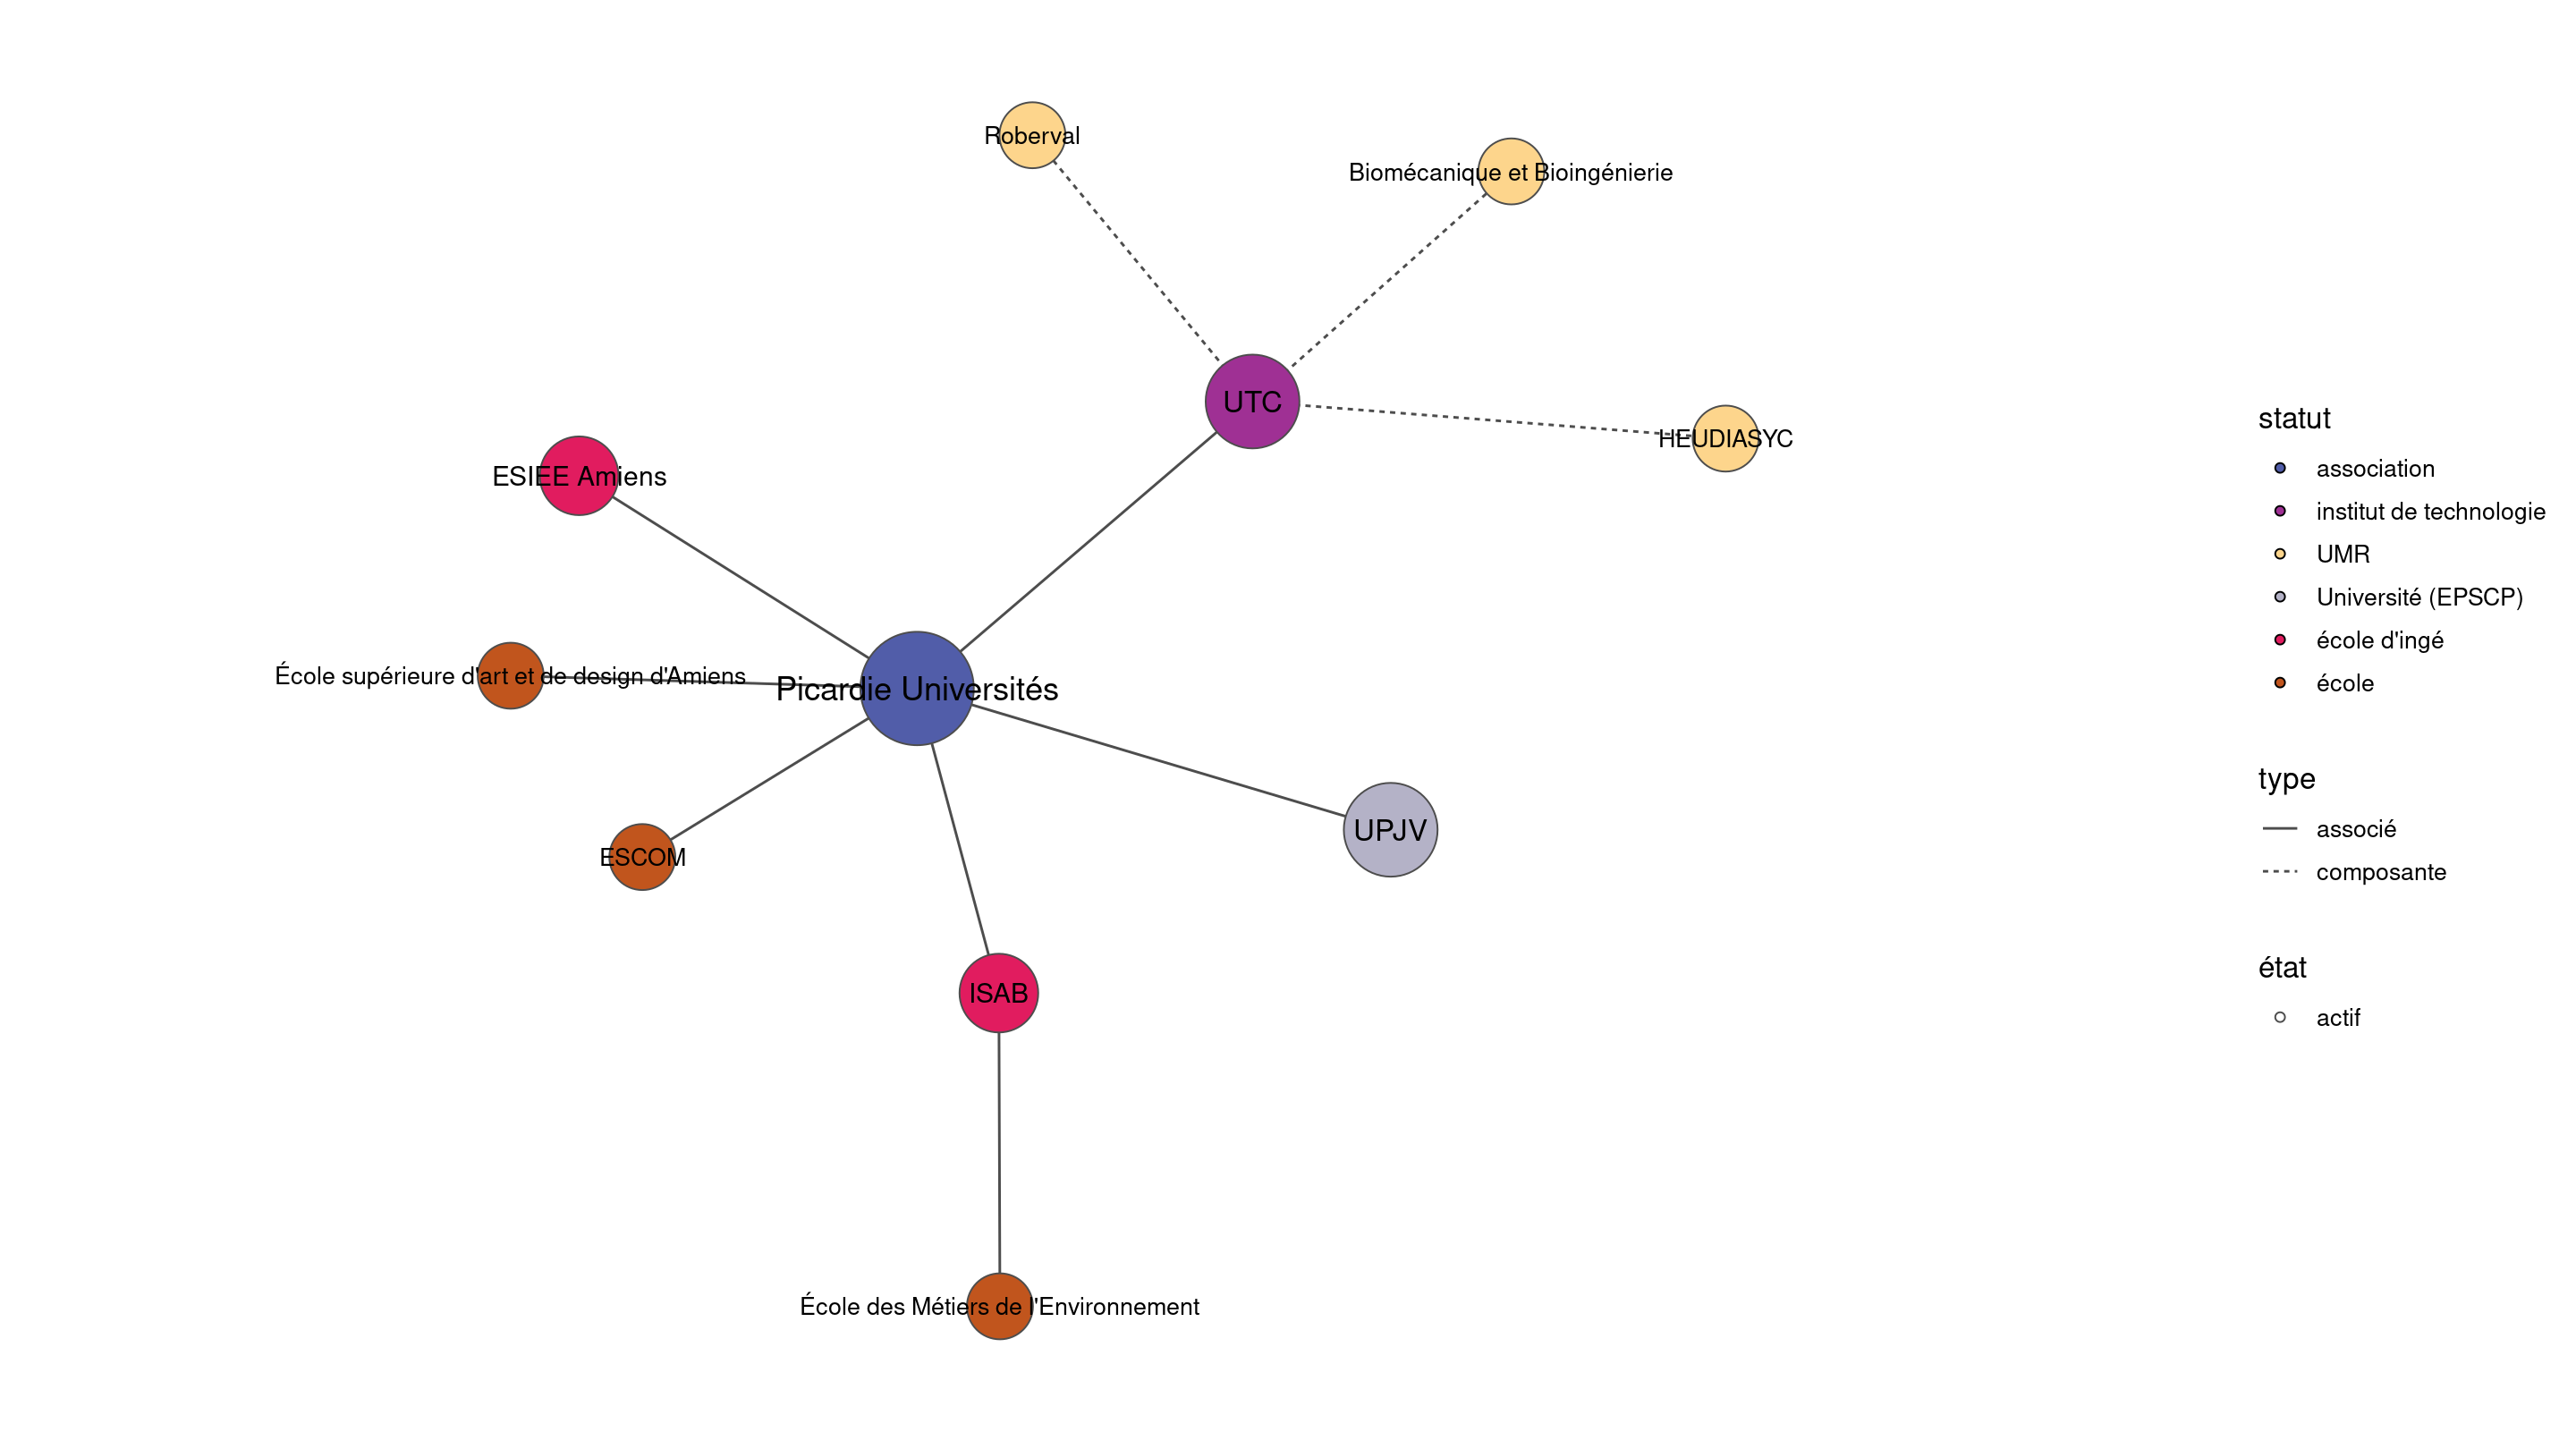 Roberval
Biomécanique et Bioingénierie
UTC
HEUDIASYC
ESIEE Amiens
École supérieure d'art et de design d'Amiens
Picardie Universités
UPJV
ESCOM
ISAB
École des Métiers de l'Environnement
statut
association
institut de technologie
UMR
Université (EPSCP)
école d'ingé
école
type
associé
composante
état
actif